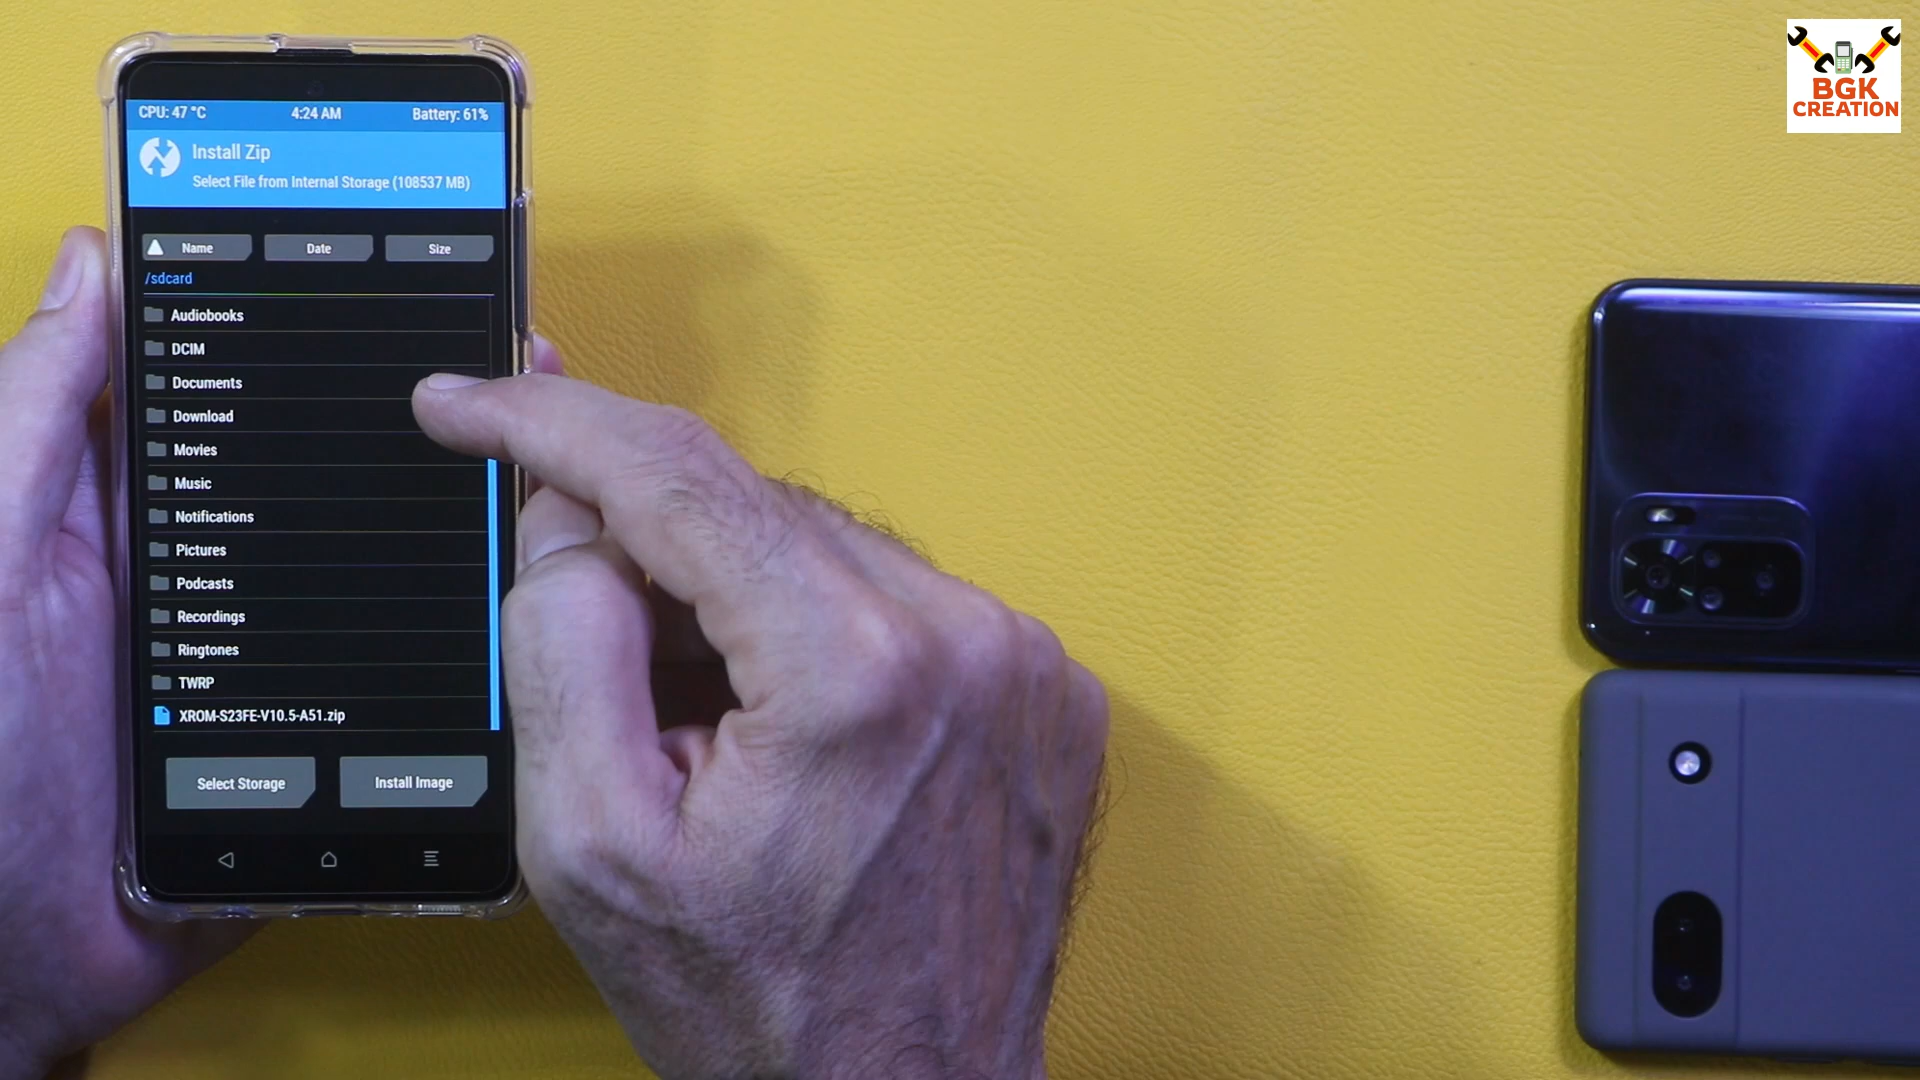 CPU: 47 °C 4:24 AM Battery: 61%
Install Zip
Select File from Internal Storage (108537 MB)
Name Date Size
/sdcard
Audiobooks
DCIM
Documents
Download
Movies
Music
Notifications
Pictures
Podcasts
Recordings
Ringtones
TWRP
XROM-S23FE-V10.5-A51.zip
Select Storage Install Image
BGK
CREATION